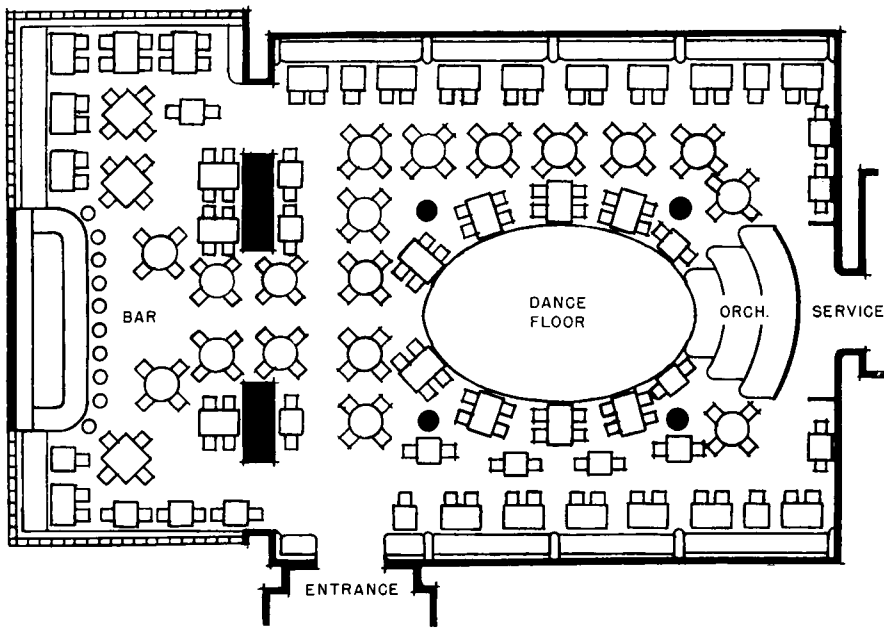 DANCE
FLOOR
ORCH.
SERVICE
BAR
ENTRANCE